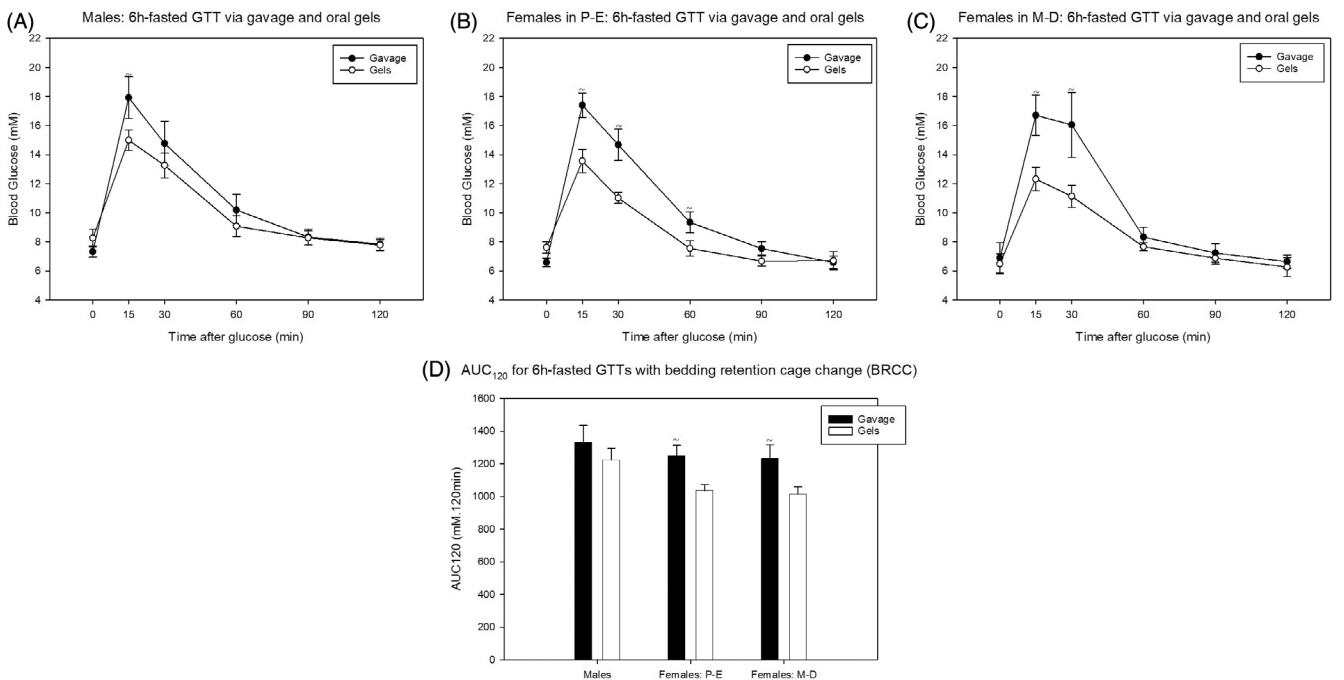 (A) Males: 6h-fasted GTT via gavage and oral gels
22
20
18
16
14
12
10
8
6
4
Blood Glucose (mM)
~
Gavage
Gels
0 15 30 60 90 120
Time after glucose (min)
(B) Females in P-E: 6h-fasted GTT via gavage and oral gels
22
20
18
16
14
12
10
8
6
4
Blood Glucose (mM)
~
~
~
Gavage
Gels
0 15 30 60 90 120
Time after glucose (min)
(C) Females in M-D: 6h-fasted GTT via gavage and oral gels
22
20
18
16
14
12
10
8
6
4
Blood Glucose (mM)
~ ~
Gavage
Gels
0 15 30 60 90 120
Time after glucose (min)
(D) AUC₁₂₀ for 6h-fasted GTTs with bedding retention cage change (BRCC)
1600
1400
1200
1000
800
600
400
200
0
AUC120 (mM.120min)
~ ~
Gavage
Gels
Males Females: P-E Females: M-D